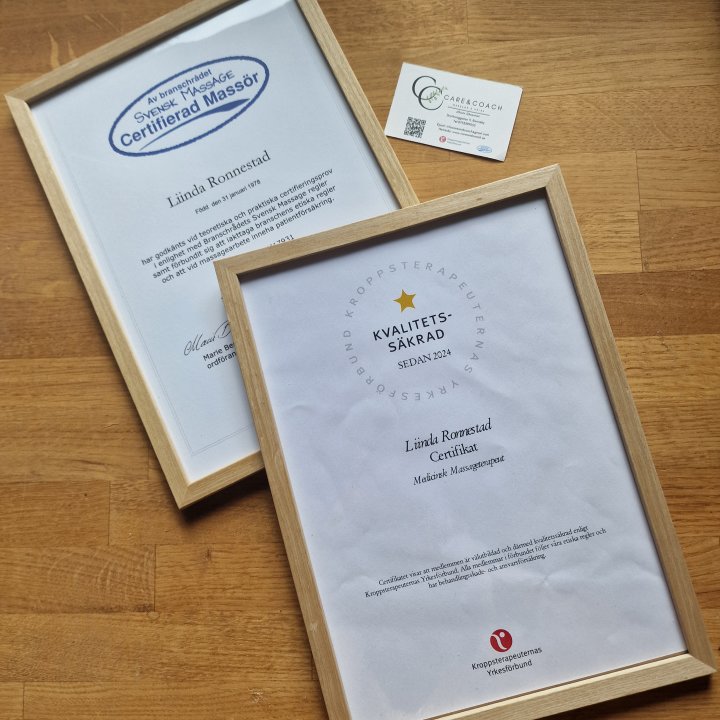 Av branschrådet
SVENSK MASSAGE
Certifierad Massör
Liinda Ronnestad
Född den 31 januari 1978
har godkänts vid teoretiska och praktiska certifieringsprov
i enlighet med Branschrådets Svensk Massage regler
samt förbundit sig att iakttaga branschens etiska regler
och att vid massagearbete inneha patientförsäkring.
7931
Marie Be
ordföran
CARE&COACH
KROPPSTERAPEUTERNAS YRKESFÖRBUND
KVALITETS-
SÄKRAD
SEDAN 2024
Liinda Ronnestad
Certifikat
Medicinsk Massageterapeut
Certifikatet visar att medlemmen är välutbildad och därmed kvalitetssäkrad enligt
Kroppsterapeuternas Yrkesförbund. Alla medlemmar i förbundet följer våra etiska regler och
har behandlingsskade- och ansvarsförsäkring.
Kroppsterapeuternas
Yrkesförbund